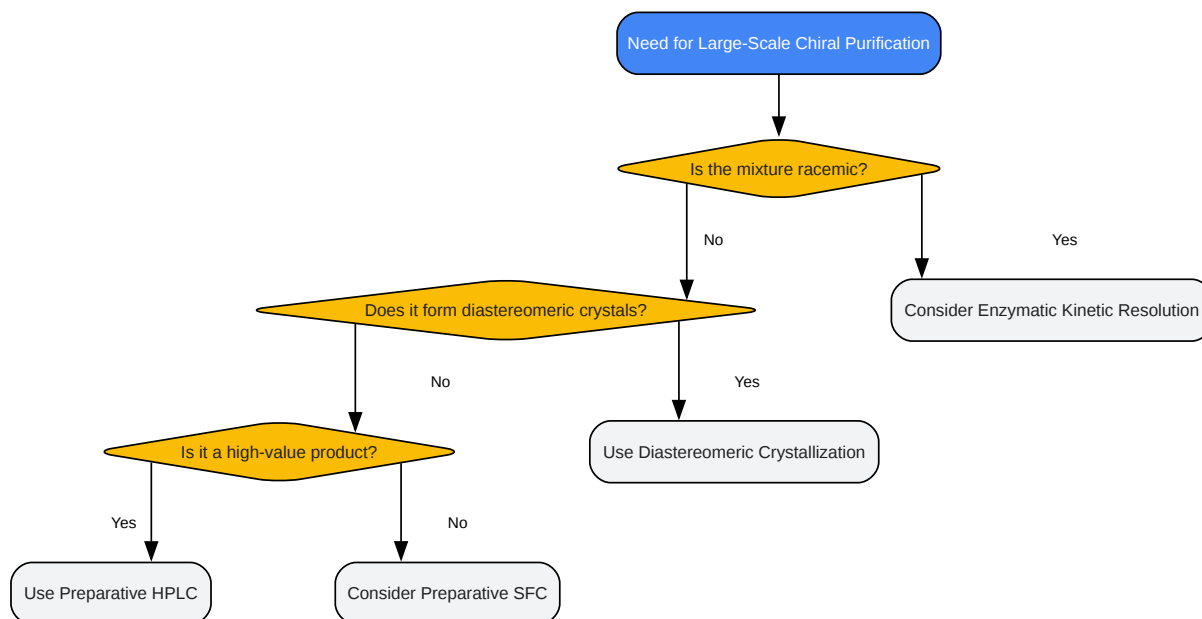 Need for Large-Scale Chiral Purification
Is the mixture racemic?
No
Yes
Does it form diastereomeric crystals?
Consider Enzymatic Kinetic Resolution
No
Yes
Is it a high-value product?
Use Diastereomeric Crystallization
Yes
No
Use Preparative HPLC
Consider Preparative SFC